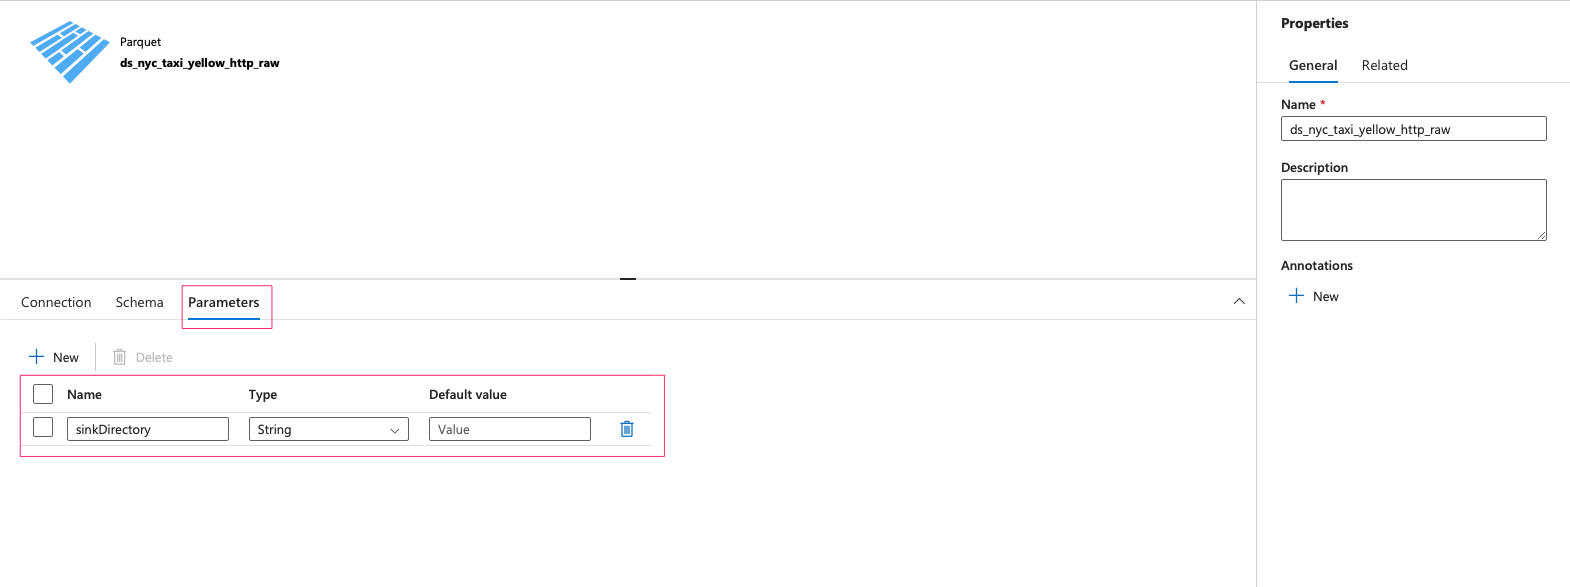 Parquet
ds_nyc_taxi_yellow_http_raw
Connection Schema Parameters
New Delete
Name Type Default value
sinkDirectory String Value
Properties
General Related
Name *
ds_nyc_taxi_yellow_http_raw
Description
Annotations
New